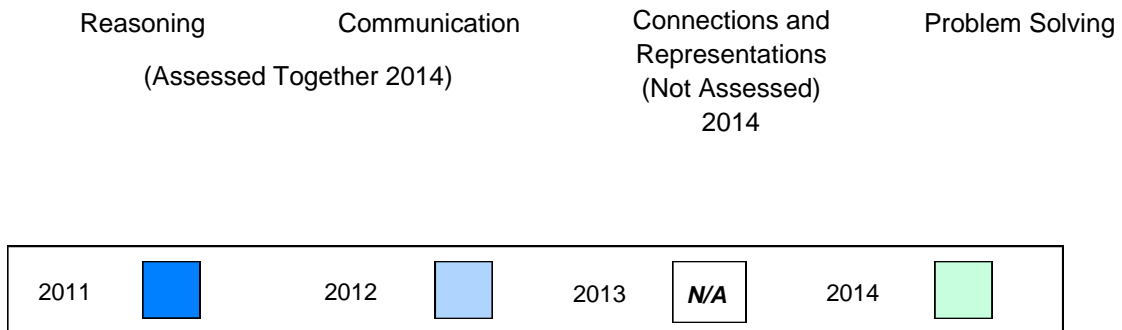 Reasoning Communication Connections and Representations (Not Assessed) 2014 Problem Solving
(Assessed Together 2014)
2011 2012 2013 N/A 2014